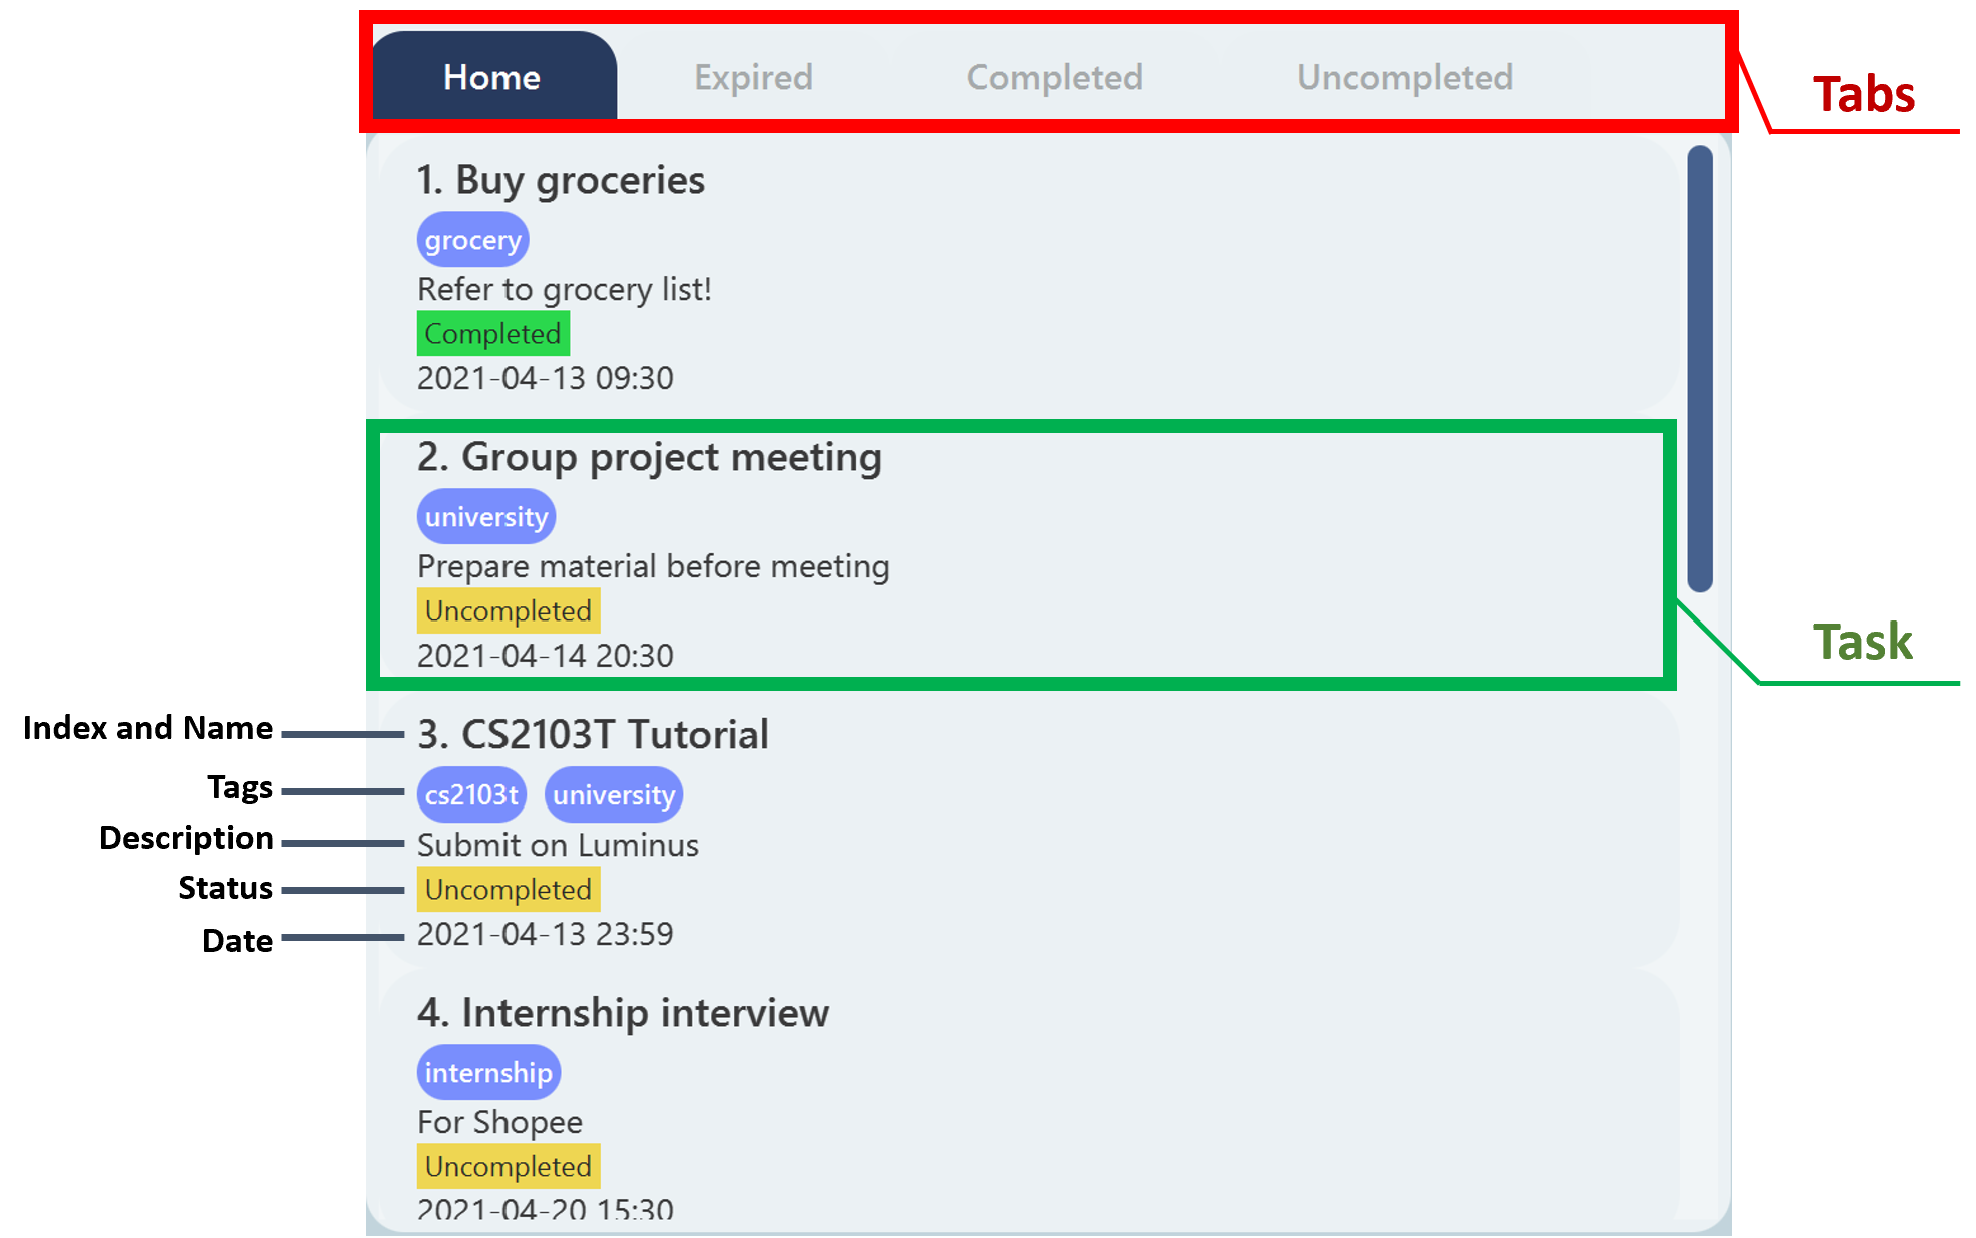 Home Expired Completed Uncompleted
Tabs
1. Buy groceries
grocery
Refer to grocery list!
Completed
2021-04-13 09:30
2. Group project meeting
university
Prepare material before meeting
Uncompleted
2021-04-14 20:30
Task
Index and Name 3. CS2103T Tutorial
Tags cs2103t university
Description Submit on Luminus
Status Uncompleted
Date 2021-04-13 23:59
4. Internship interview
internship
For Shopee
Uncompleted
2021-04-20 15:30